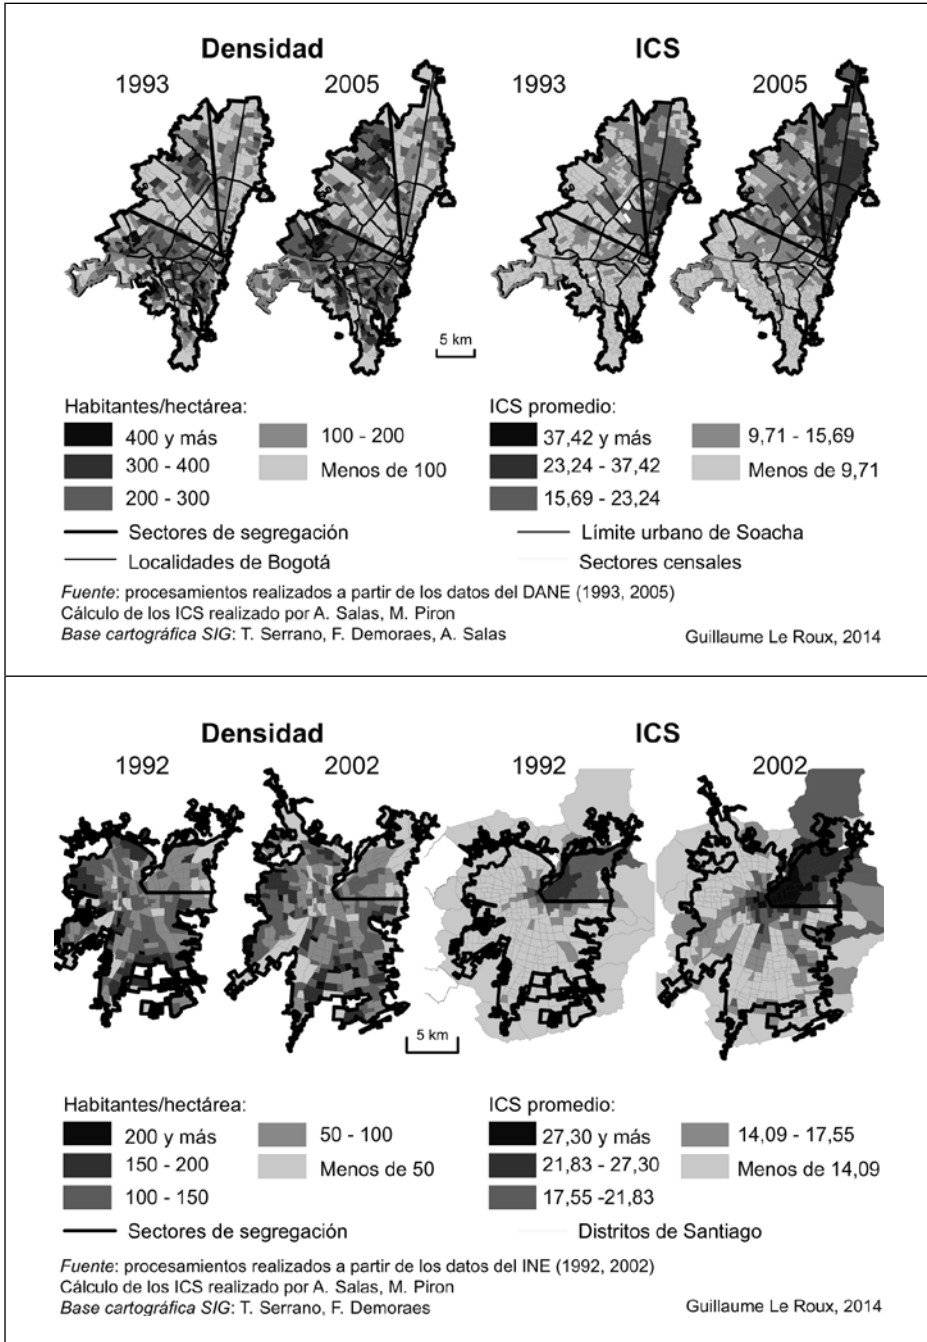 Densidad
ICS
1993
2005
1993
2005
5 km
Habitantes/hectárea:
400 y más
300 - 400
200 - 300
100 - 200
Menos de 100
Sectores de segregación
Localidades de Bogotá
ICS promedio:
37,42 y más
23,24 - 37,42
15,69 - 23,24
9,71 - 15,69
Menos de 9,71
Límite urbano de Soacha
Sectores censales
Fuente: procesamientos realizados a partir de los datos del DANE (1993, 2005)
Cálculo de los ICS realizado por A. Salas, M. Piron
Base cartográfica SIG: T. Serrano, F. Demoraes, A. Salas
Guillaume Le Roux, 2014
Densidad
ICS
1992
2002
1992
2002
5 km
Habitantes/hectárea:
200 y más
150 - 200
100 - 150
50 - 100
Menos de 50
Sectores de segregación
ICS promedio:
27,30 y más
21,83 - 27,30
17,55 -21,83
14,09 - 17,55
Menos de 14,09
Distritos de Santiago
Fuente: procesamientos realizados a partir de los datos del INE (1992, 2002)
Cálculo de los ICS realizado por A. Salas, M. Piron
Base cartográfica SIG: T. Serrano, F. Demoraes
Guillaume Le Roux, 2014